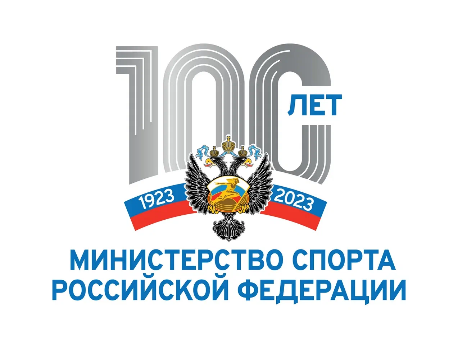 100
ЛЕТ
1923 2023
МИНИСТЕРСТВО СПОРТА
РОССИЙСКОЙ ФЕДЕРАЦИИ